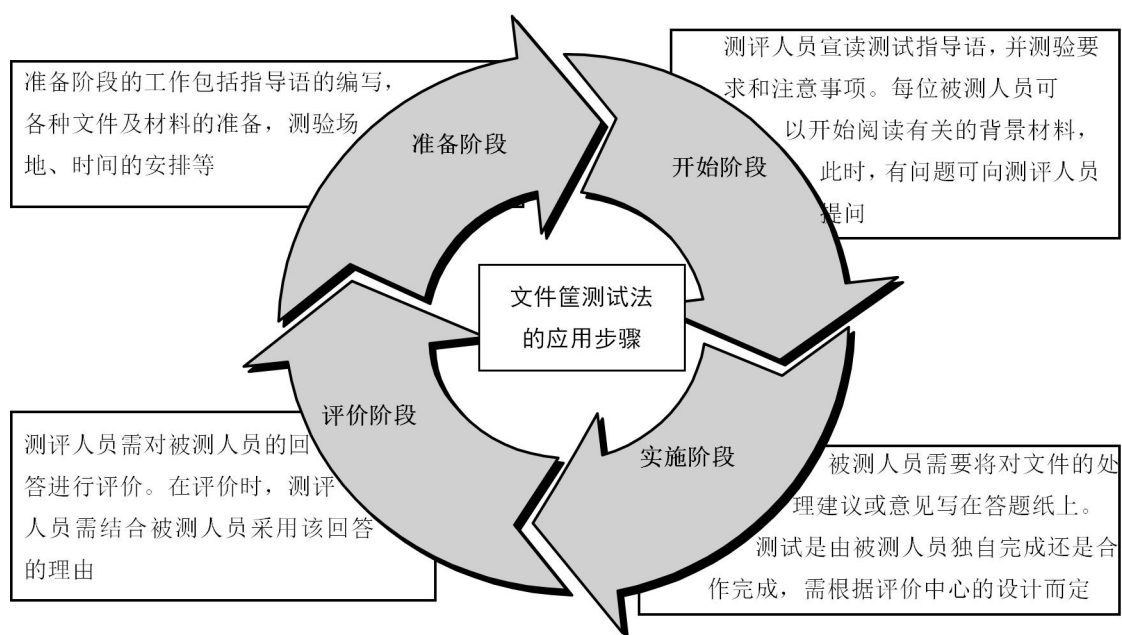 准备阶段的工作包括指导语的编写，
各种文件及材料的准备，测验场
地、时间的安排等
准备阶段
测评人员宣读测试指导语，并测验要
求和注意事项。每位被测人员可
以开始阅读有关的背景材料，
此时，有问题可向测评人员
提问
开始阶段
文件筐测试法
的应用步骤
评价阶段
测评人员需对被测人员的回
答进行评价。在评价时，测评
人员需结合被测人员采用该回答
的理由
实施阶段
被测人员需要将对文件的处
理建议或意见写在答题纸上。
测试是由被测人员独自完成还是合
作完成，需根据评价中心的设计而定